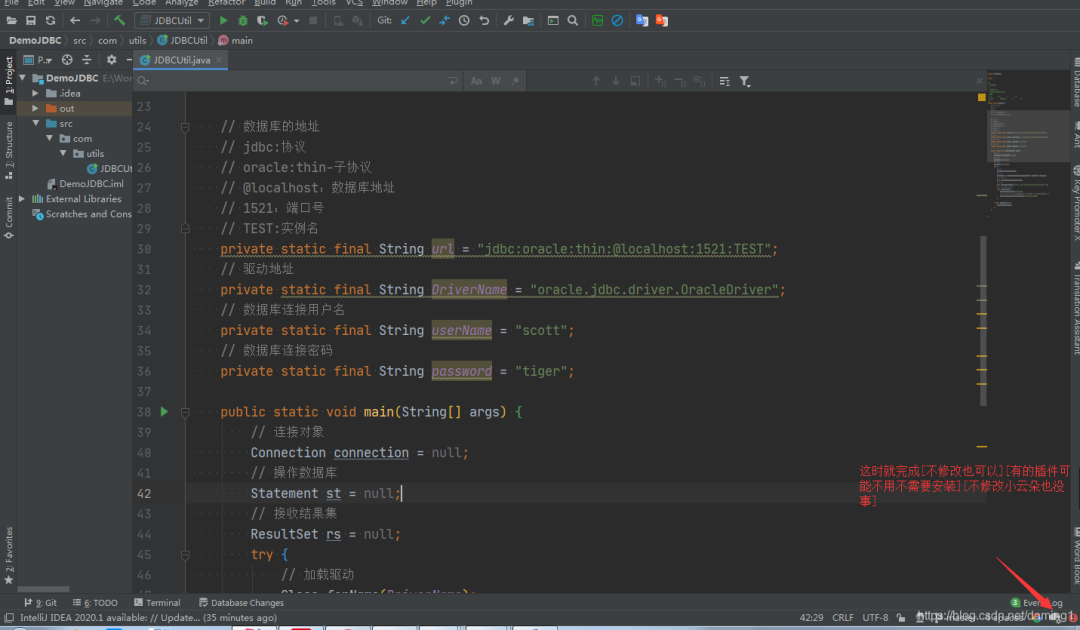 File Edit View Navigate Code Analyze Refactor Build Run Tools VCS Window Help Plugin
JDBCUtil
Git:
DemoJDBC src com utils JDBCUtil main
1: Project
P..
JDBCUtil.java
DemoJDBC E:\Wor
.idea
out
src
com
utils
JDBCUt
DemoJDBC.iml
External Libraries
Scratches and Cons
7: Structure
Commit
2: Favorites
Aa W .*
23
24 // 数据库的地址
25 // jdbc:协议
26 // oracle:thin-子协议
27 // @localhost：数据库地址
28 // 1521：端口号
29 // TEST:实例名
30 private static final String url = "jdbc:oracle:thin:@localhost:1521:TEST";
31 // 驱动地址
32 private static final String DriverName = "oracle.jdbc.driver.OracleDriver";
33 // 数据库连接用户名
34 private static final String userName = "scott";
35 // 数据库连接密码
36 private static final String password = "tiger";
37
38 public static void main(String[] args) {
39 // 连接对象
40 Connection connection = null;
41 // 操作数据库
42 Statement st = null;
43 // 接收结果集
44 ResultSet rs = null;
45 try {
46 // 加载驱动
Class.forName(DriverName);
这时就完成[不修改也可以][有的插件可
能不用不需要安装][不修改小云朵也没
事]
Database
Ant
Key Promoter X
Translation Assistant
Word Book
9: Git
6: TODO
Terminal
Database Changes
3 Event Log
IntelliJ IDEA 2020.1 available: // Update... (35 minutes ago)
42:29 CRLF UTF-8
https://blog.csdn.net/daming1